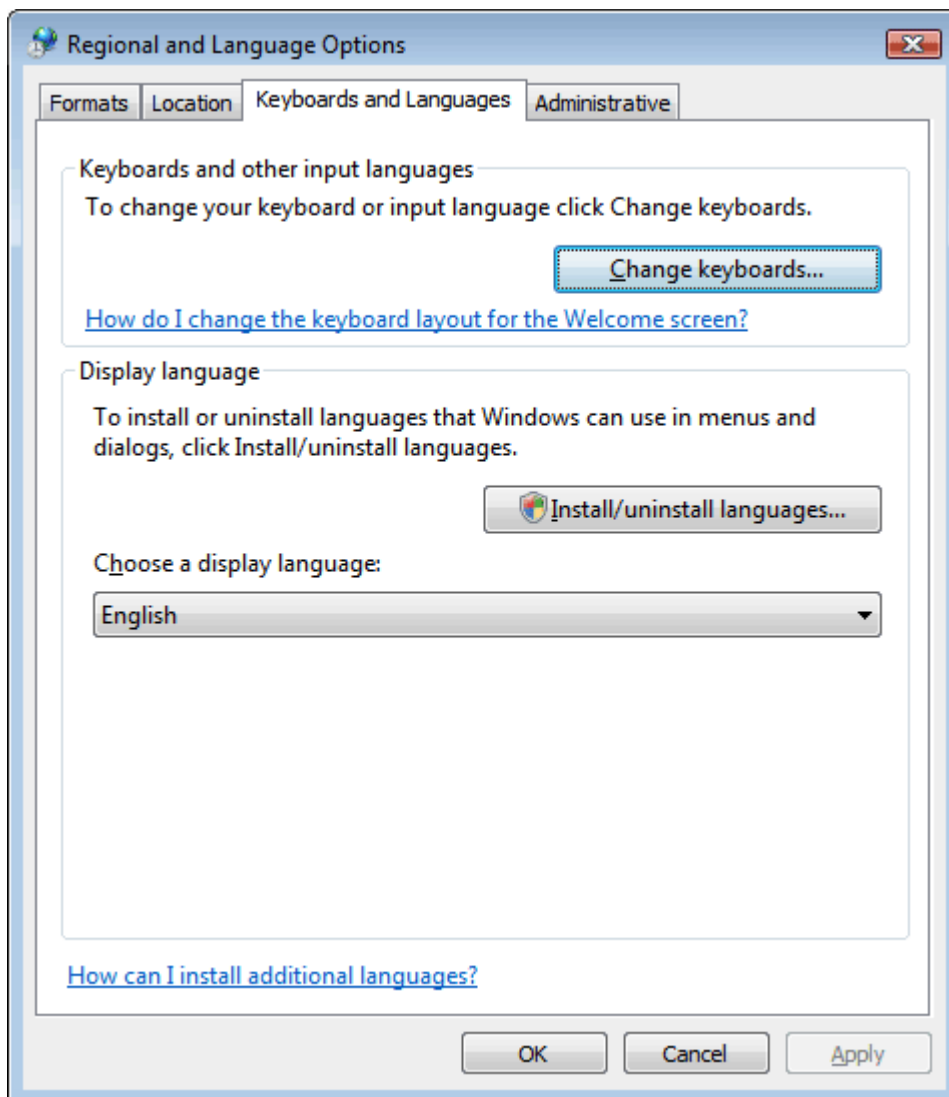 Regional and Language Options
Formats Location Keyboards and Languages Administrative
Keyboards and other input languages
To change your keyboard or input language click Change keyboards.
Change keyboards...
How do I change the keyboard layout for the Welcome screen?
Display language
To install or uninstall languages that Windows can use in menus and
dialogs, click Install/uninstall languages.
Install/uninstall languages...
Choose a display language:
English
How can I install additional languages?
OK Cancel Apply